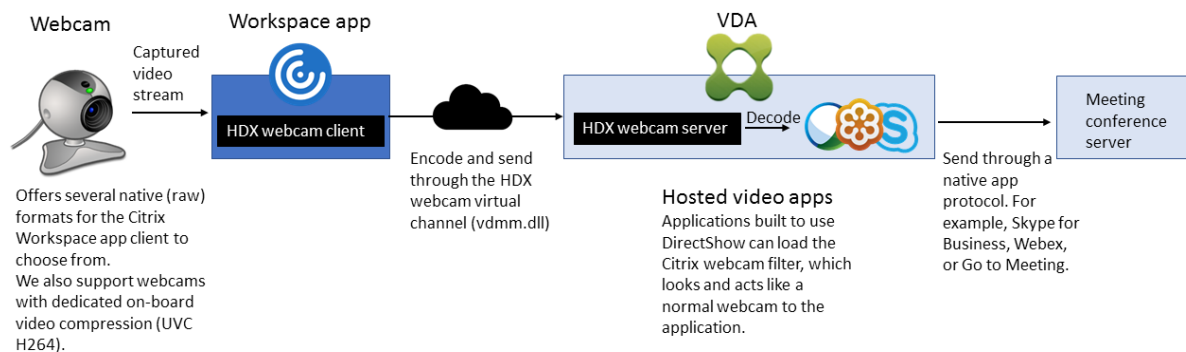 Webcam
Captured
video
stream
Offers several native (raw)
formats for the Citrix
Workspace app client to
choose from.
We also support webcams
with dedicated on-board
video compression (UVC
H264).
Workspace app
HDX webcam client
Encode and send
through the HDX
webcam virtual
channel (vdmm.dll)
VDA
HDX webcam server
Decode
S
Hosted video apps
Applications built to use
DirectShow can load the
Citrix webcam filter, which
looks and acts like a
normal webcam to the
application.
Send through a
native app
protocol. For
example, Skype for
Business, Webex,
or Go to Meeting.
Meeting
conference
server